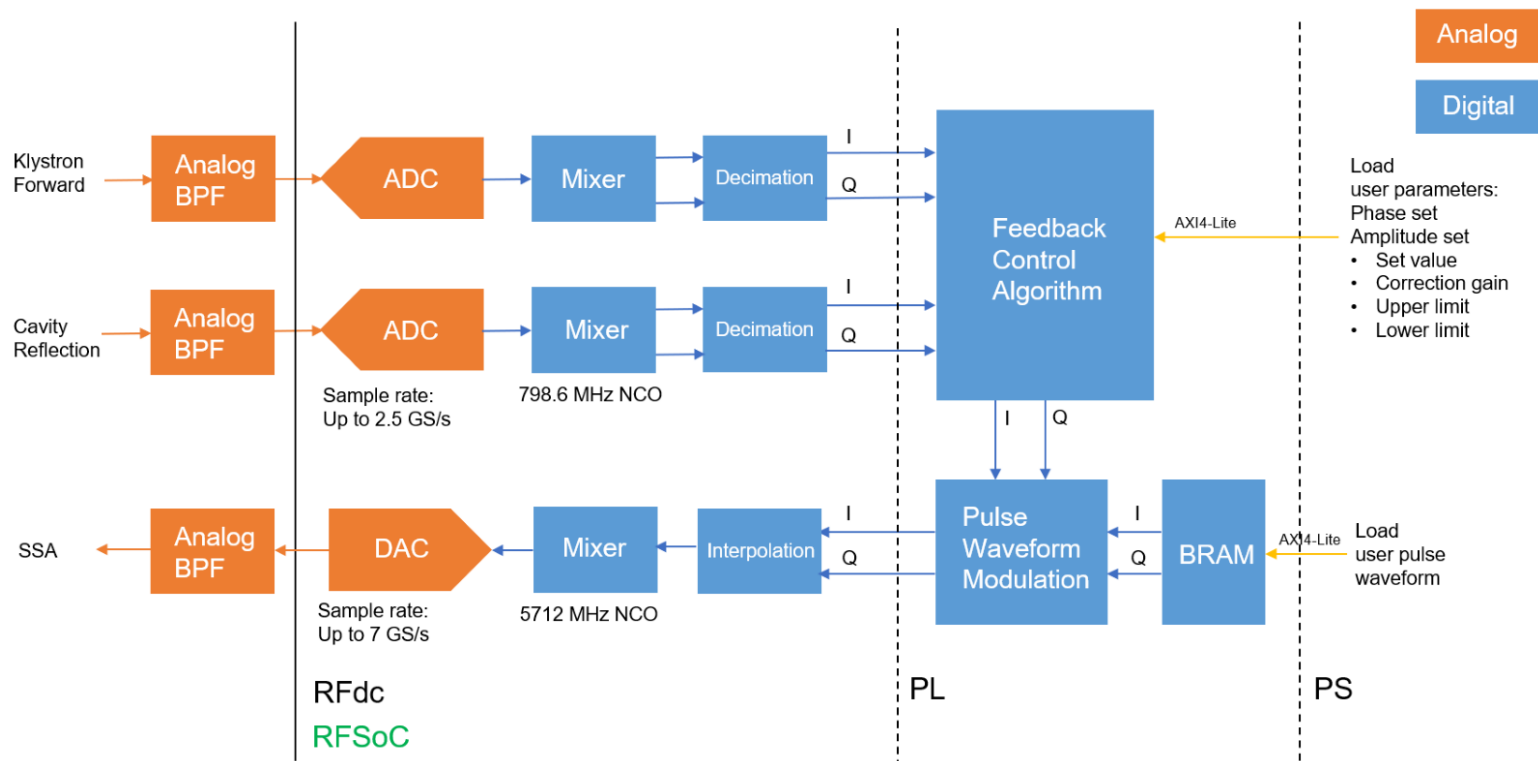 Analog
Digital
Klystron
Forward
Analog
BPF
ADC
Mixer
Decimation
I
Q
Feedback
Control
Algorithm
AXI4-Lite
Load
user parameters:
Phase set
Amplitude set
• Set value
• Correction gain
• Upper limit
• Lower limit
Cavity
Reflection
Analog
BPF
ADC
Mixer
Decimation
I
Q
Sample rate:
Up to 2.5 GS/s
798.6 MHz NCO
I
Q
SSA
Analog
BPF
DAC
Mixer
Interpolation
I
Q
Pulse
Waveform
Modulation
I
Q
BRAM
AXI4-Lite
Load
user pulse
waveform
Sample rate:
Up to 7 GS/s
5712 MHz NCO
RFdc
RFSoC
PL
PS